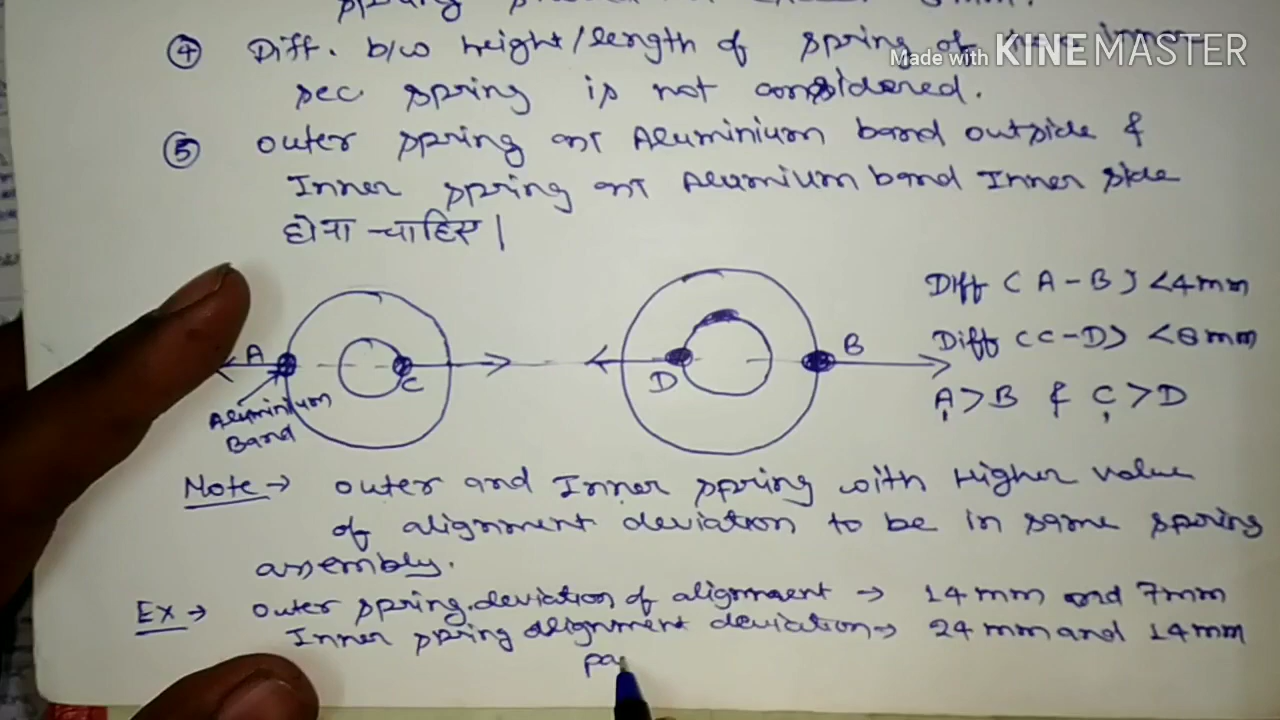 ④ Diff. b/w height/length of spring of inner
Made with KINEMASTER
sec. spring is not considered.
⑤ outer spring का Aluminium band outside &
Inner spring का Alumium band Inner side
होना चाहिए।
Diff (A-B) <4mm
Diff (C-D) <8mm
A>B & C>D
A
C
D
B
Aluminium
Band
Note→ outer and Inner spring with Higher value
of alignment deviation to be in same spring
assembly.
Ex→ outer spring deviation of alignment → 14mm and 7mm
Inner spring alignment deviation→ 24mm and 14mm
pa